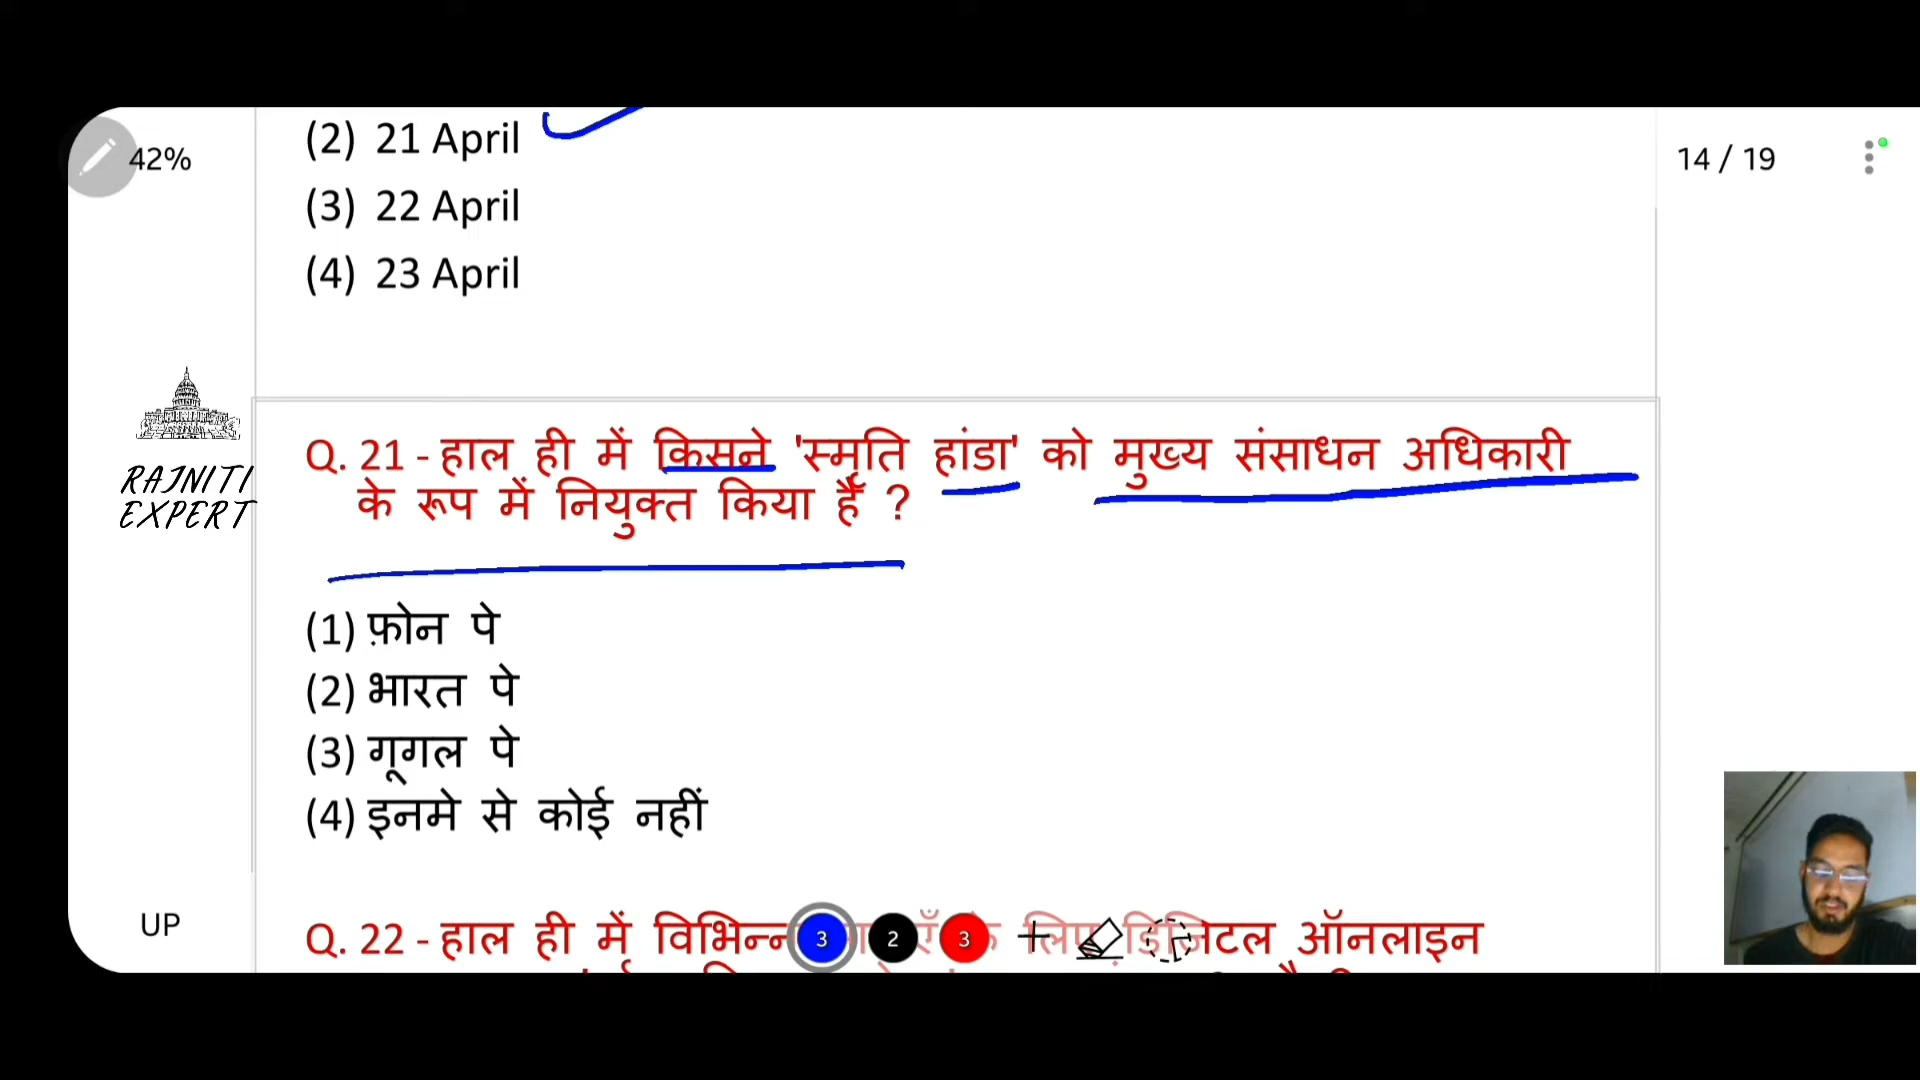 (2) 21 April
42%
14 / 19
(3) 22 April
(4) 23 April
RAJNITI
EXPERT
Q. 21 - हाल ही में किसने 'स्मृति हांडा' को मुख्य संसाधन अधिकारी
के रूप में नियुक्त किया है ?
(1) फ़ोन पे
(2) भारत पे
(3) गूगल पे
(4) इनमे से कोई नहीं
UP
Q. 22 - हाल ही में विभिन्न के लिए डिजिटल ऑनलाइन
3
2
3